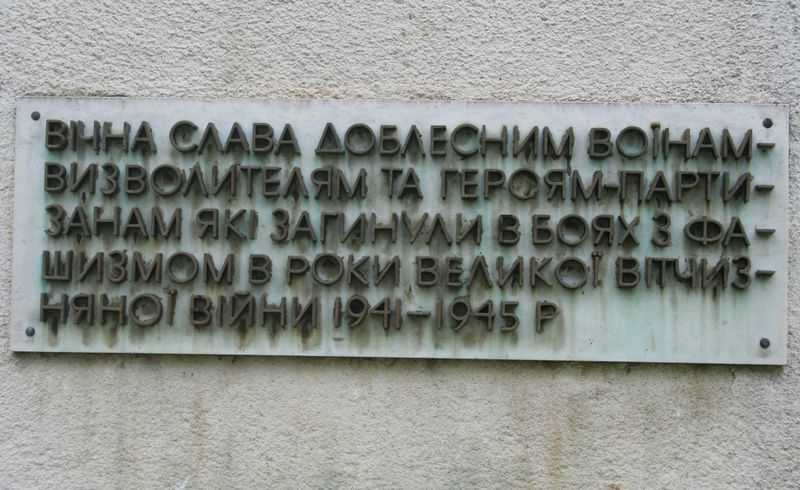 ВІЧНА СЛАВА ДОБЛЕСНИМ ВОЇНАМ-
ВИЗВОЛИТЕЛЯМ ТА ГЕРОЯМ-ПАРТИ-
ЗАНАМ ЯКІ ЗАГИНУЛИ В БОЯХ З ФА-
ШИЗМОМ В РОКИ ВЕЛИКОЇ ВІТЧИЗ-
НЯНОЇ ВІЙНИ 1941-1945 Р